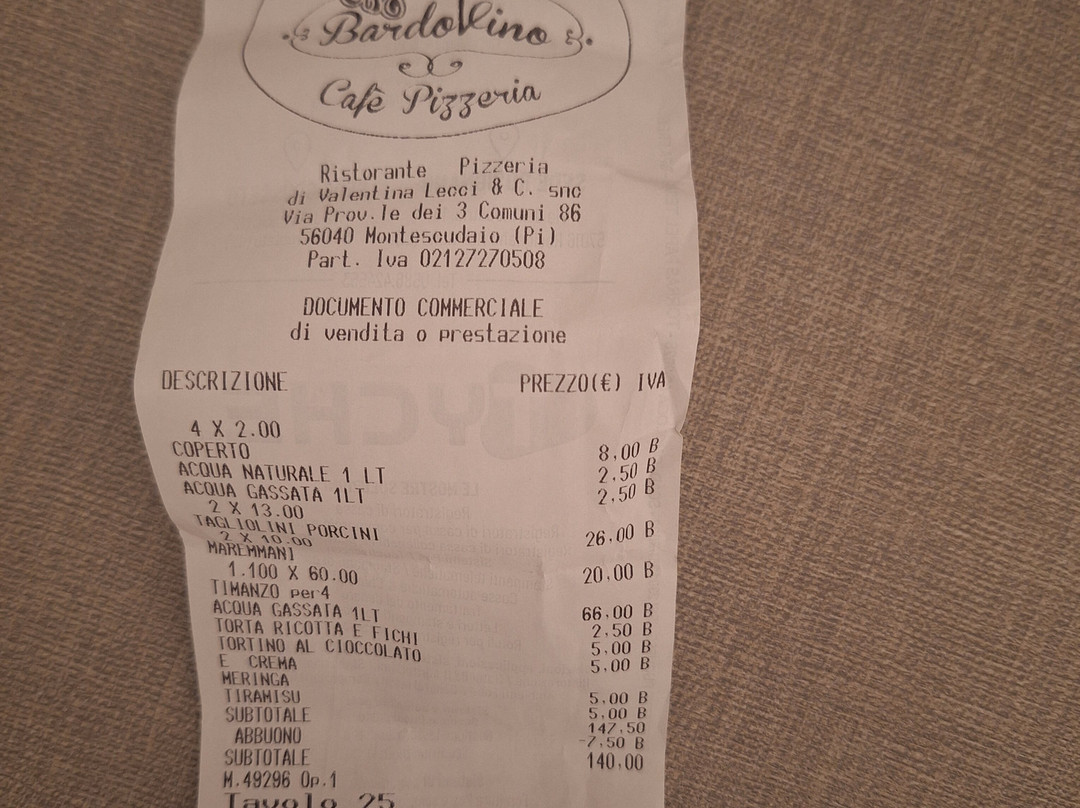 BardoVino
Cafè Pizzeria
Ristorante Pizzeria
di Valentina Lecci & C. snc
Via Prov.le dei 3 Comuni 86
56040 Montescudaio (Pi)
Part. Iva 02127270508
DOCUMENTO COMMERCIALE
di vendita o prestazione
DESCRIZIONE PREZZO(€) IVA
4 X 2.00
COPERTO 8,00 B
ACQUA NATURALE 1 LT 2,50 B
ACQUA GASSATA 1LT 2,50 B
2 X 13.00
TAGLIOLINI PORCINI 26,00 B
2 X 10.00
MAREMMANI 20,00 B
1.100 X 60.00
TIMANZO per4 66,00 B
ACQUA GASSATA 1LT 2,50 B
TORTA RICOTTA E FICHI 5,00 B
TORTINO AL CIOCCOLATO 5,00 B
E CREMA
MERINGA 5,00 B
TIRAMISU 5,00 B
SUBTOTALE 147,50
ABBUONO -7,50 B
SUBTOTALE 140,00
M.49296 Op.1
Tavolo 25